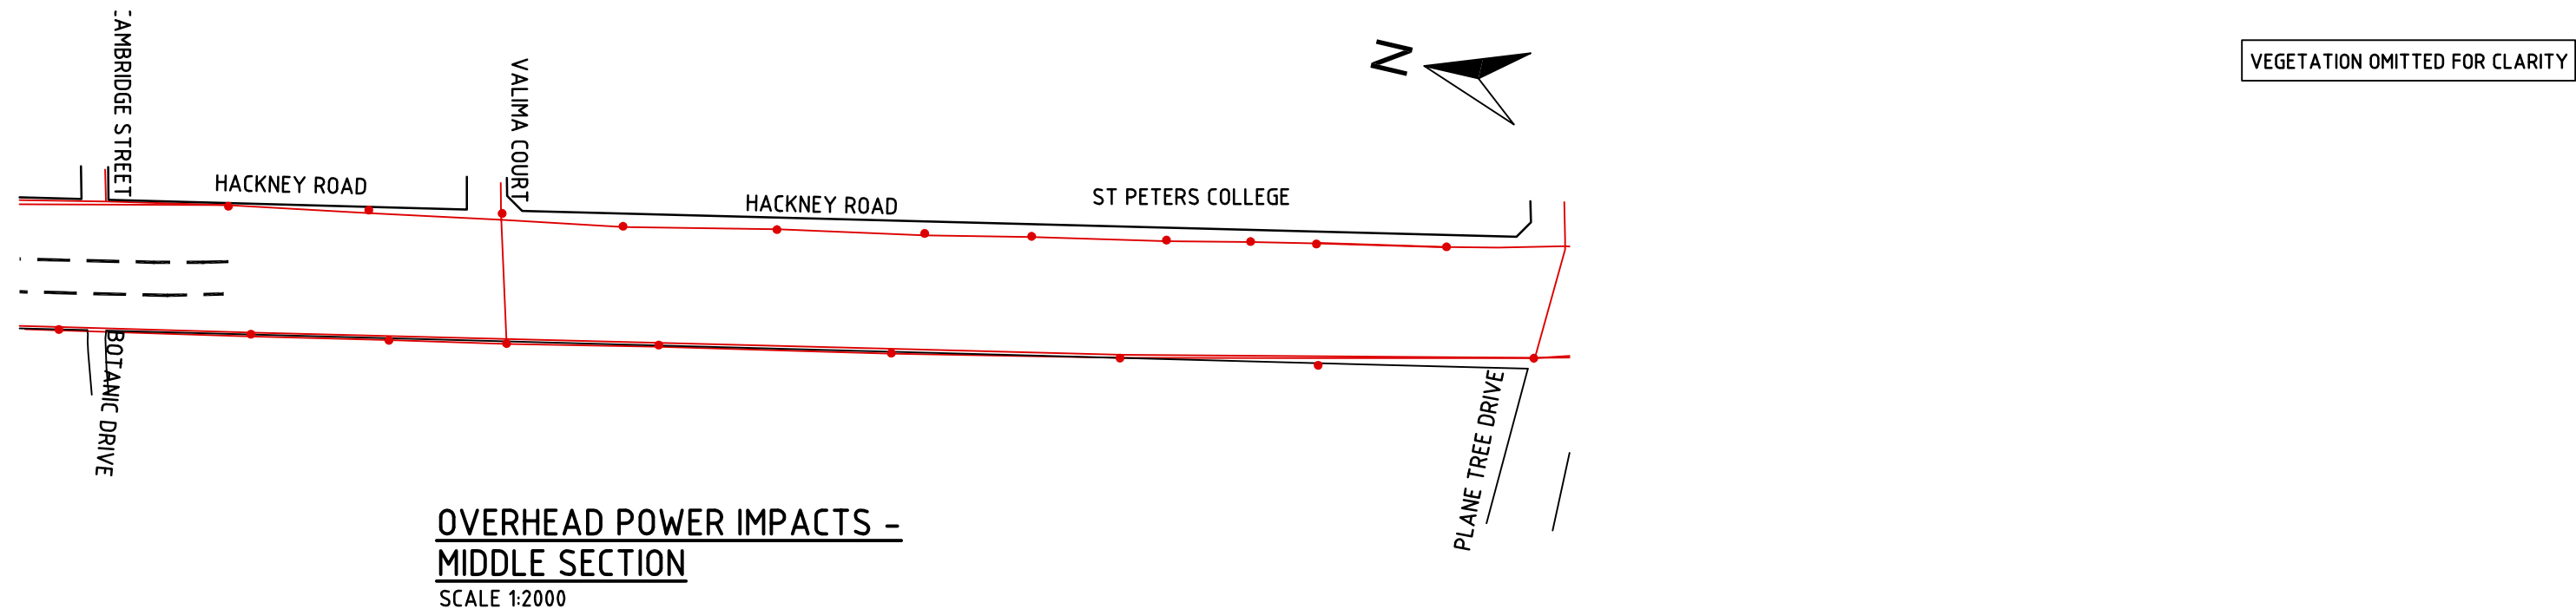 AMBRIDGE STREET
VALIMA COURT
N
VEGETATION OMITTED FOR CLARITY
HACKNEY ROAD
HACKNEY ROAD
ST PETERS COLLEGE
BOTANIC DRIVE
PLANE TREE DRIVE
OVERHEAD POWER IMPACTS -
MIDDLE SECTION
SCALE 1:2000